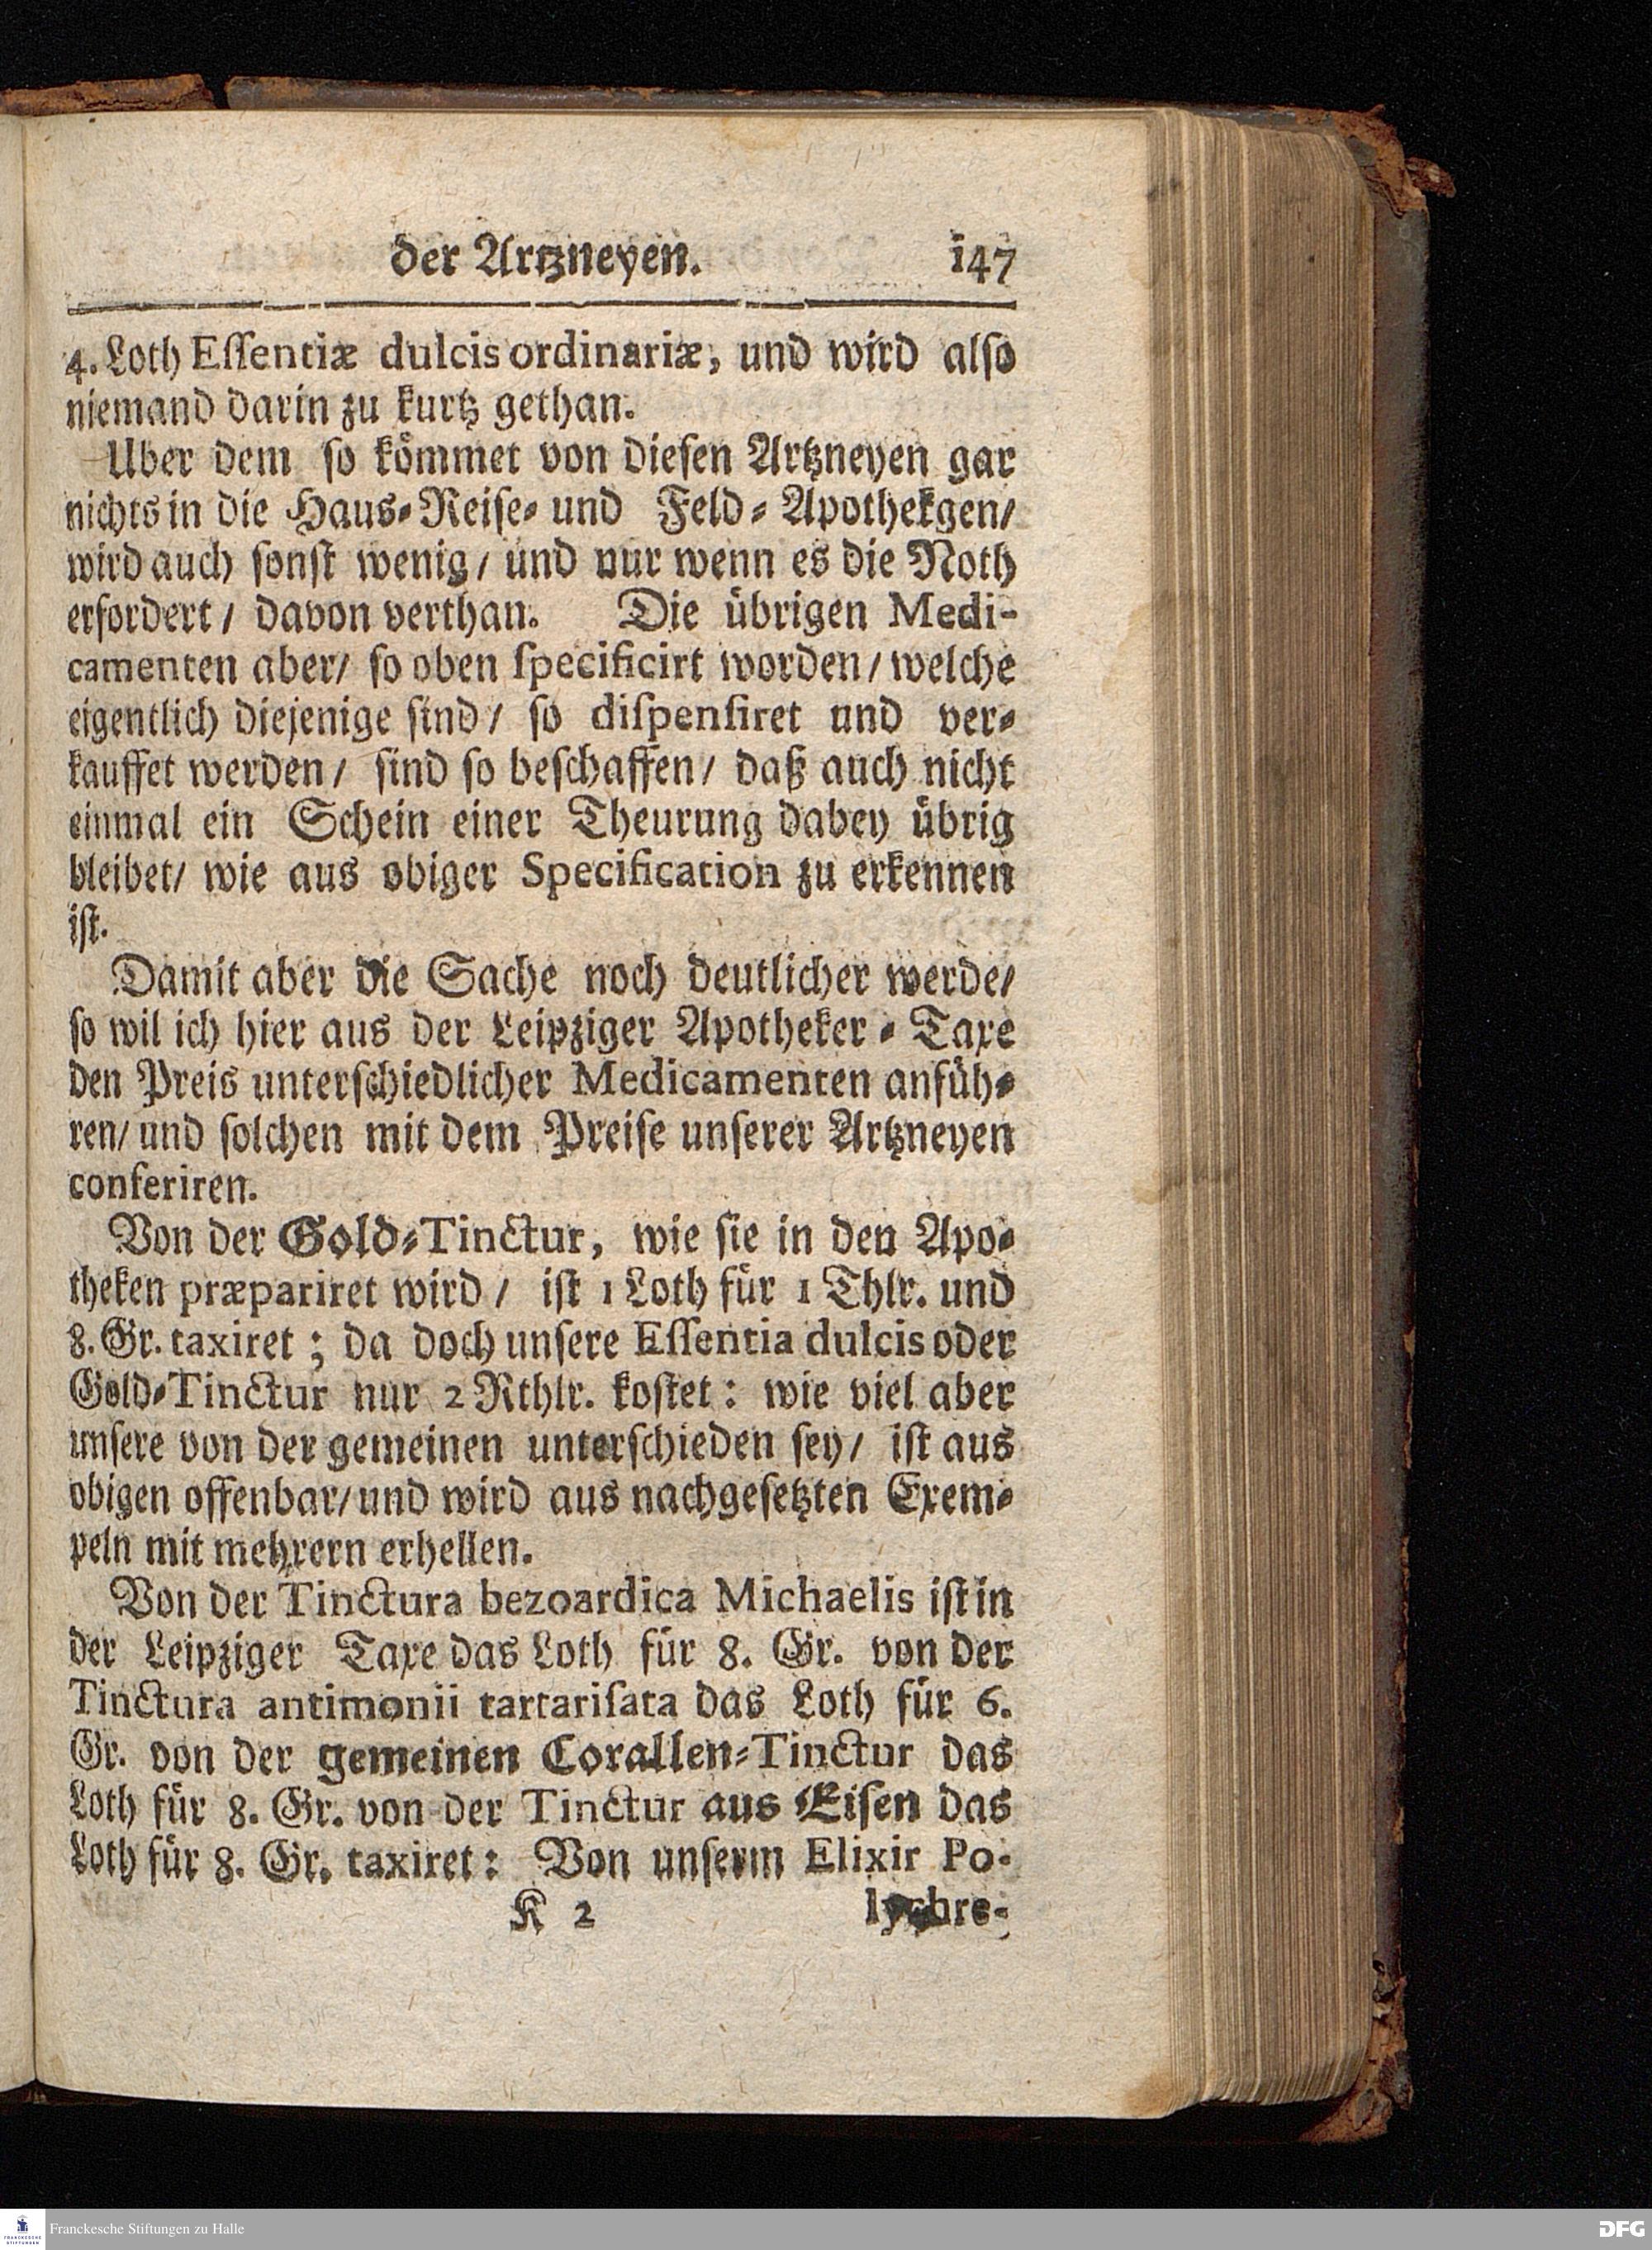 der Artzneyen. 147
4. Loth Eſſentiæ dulcis ordinariæ, und wird alſo
niemand darin zu kurtz gethan.
Uber dem ſo kömmet von dieſen Artzneyen gar
nichts in die Haus-Reiſe- und Feld-Apothekgen/
wird auch ſonſt wenig/ und nur wenn es die Noth
erfordert/ davon verthan. Die übrigen Medi-
camenten aber/ ſo oben ſpecificirt worden/ welche
eigentlich diejenige ſind/ ſo diſpenſiret und ver-
kauffet werden/ ſind ſo beſchaffen/ daß auch nicht
einmal ein Schein einer Theurung dabey übrig
bleibet/ wie aus obiger Specification zu erkennen
iſt.
Damit aber die Sache noch deutlicher werde/
ſo wil ich hier aus der Leipziger Apotheker-Taxe
den Preis unterſchiedlicher Medicamenten anfüh-
ren/ und ſolchen mit dem Preiſe unſerer Artzneyen
conferiren.
Von der Gold-Tinctur, wie ſie in den Apo-
theken præpariret wird/ iſt 1 Loth für 1 Thlr. und
8. Gr. taxiret; da doch unſere Eſſentia dulcis oder
Gold-Tinctur nur 2 Rthlr. koſtet: wie viel aber
unſere von der gemeinen unterſchieden ſey/ iſt aus
obigen offenbar/ und wird aus nachgeſetzten Exem-
peln mit mehrern erhellen.
Von der Tinctura bezoardica Michaelis iſt in
der Leipziger Taxe das Loth für 8. Gr. von der
Tinctura antimonii tartariſata das Loth für 6.
Gr. von der gemeinen Corallen-Tinctur das
Loth für 8. Gr. von der Tinctur aus Eiſen das
Loth für 8. Gr. taxiret: Von unſerm Elixir Po-
K 2 lychre-
Franckesche Stiftungen zu Halle
FRANCKESCHE STIFTUNGEN
DFG